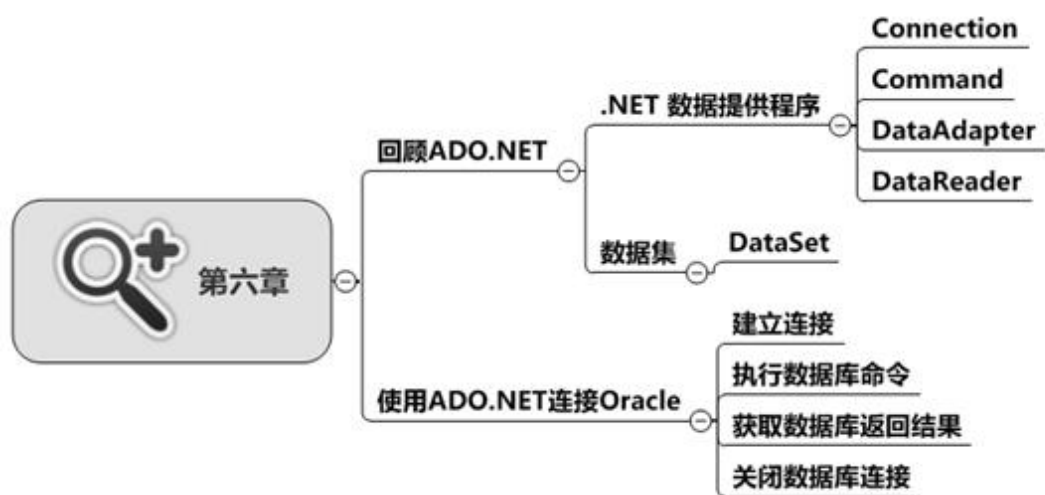 第六章
回顾ADO.NET
.NET 数据提供程序
Connection
Command
DataAdapter
DataReader
数据集
DataSet
使用ADO.NET连接Oracle
建立连接
执行数据库命令
获取数据库返回结果
关闭数据库连接